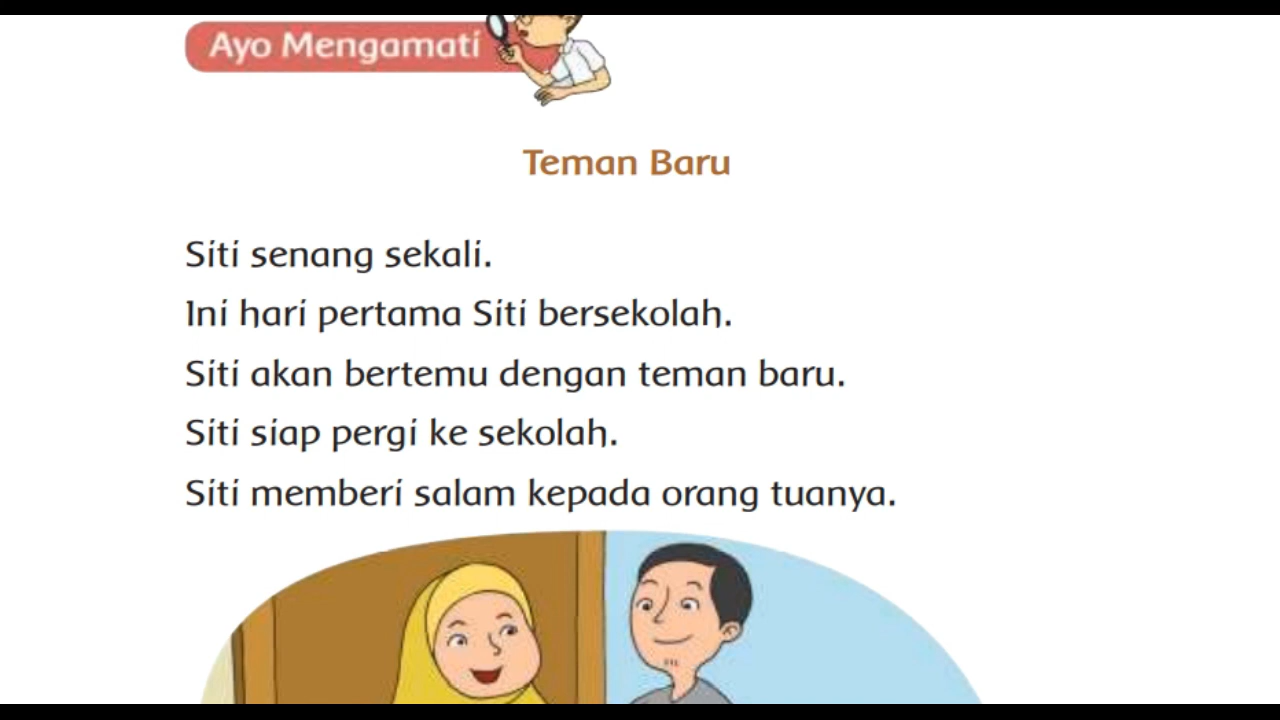 Ayo Mengamati
Teman Baru
Siti senang sekali.
Ini hari pertama Siti bersekolah.
Siti akan bertemu dengan teman baru.
Siti siap pergi ke sekolah.
Siti memberi salam kepada orang tuanya.